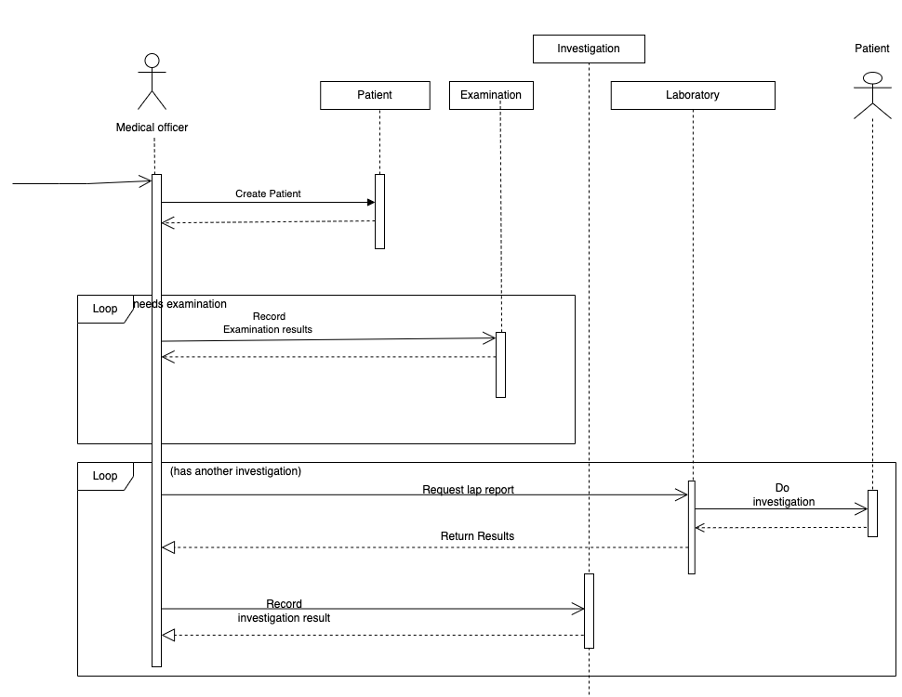 Investigation
Patient
Patient
Examination
Laboratory
Medical officer
Create Patient
Loop
needs examination
Record
Examination results
Loop
(has another investigation)
Request lap report
Do
investigation
Return Results
Record
investigation result